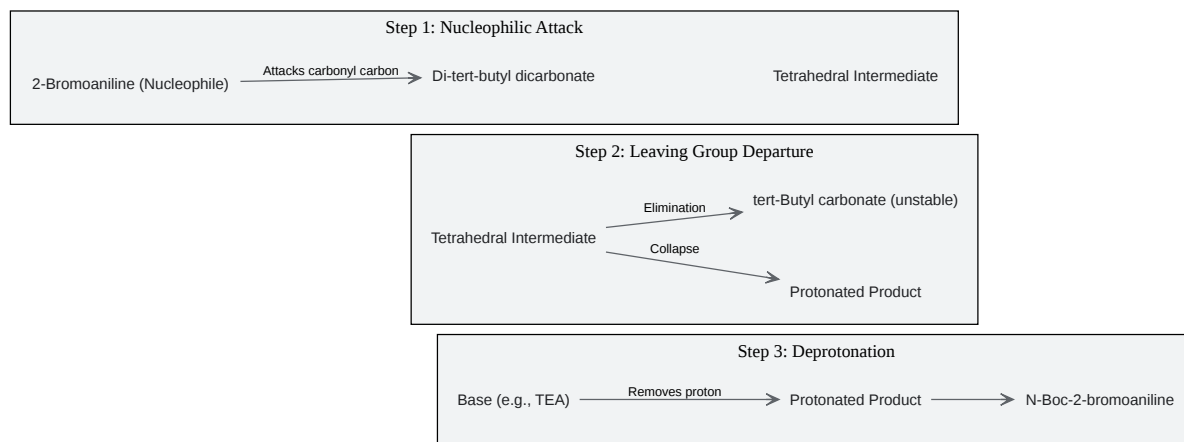 Step 1: Nucleophilic Attack
2-Bromoaniline (Nucleophile)
Attacks carbonyl carbon
Di-tert-butyl dicarbonate
Tetrahedral Intermediate
Step 2: Leaving Group Departure
Tetrahedral Intermediate
Elimination
tert-Butyl carbonate (unstable)
Collapse
Protonated Product
Step 3: Deprotonation
Base (e.g., TEA)
Removes proton
Protonated Product
N-Boc-2-bromoaniline